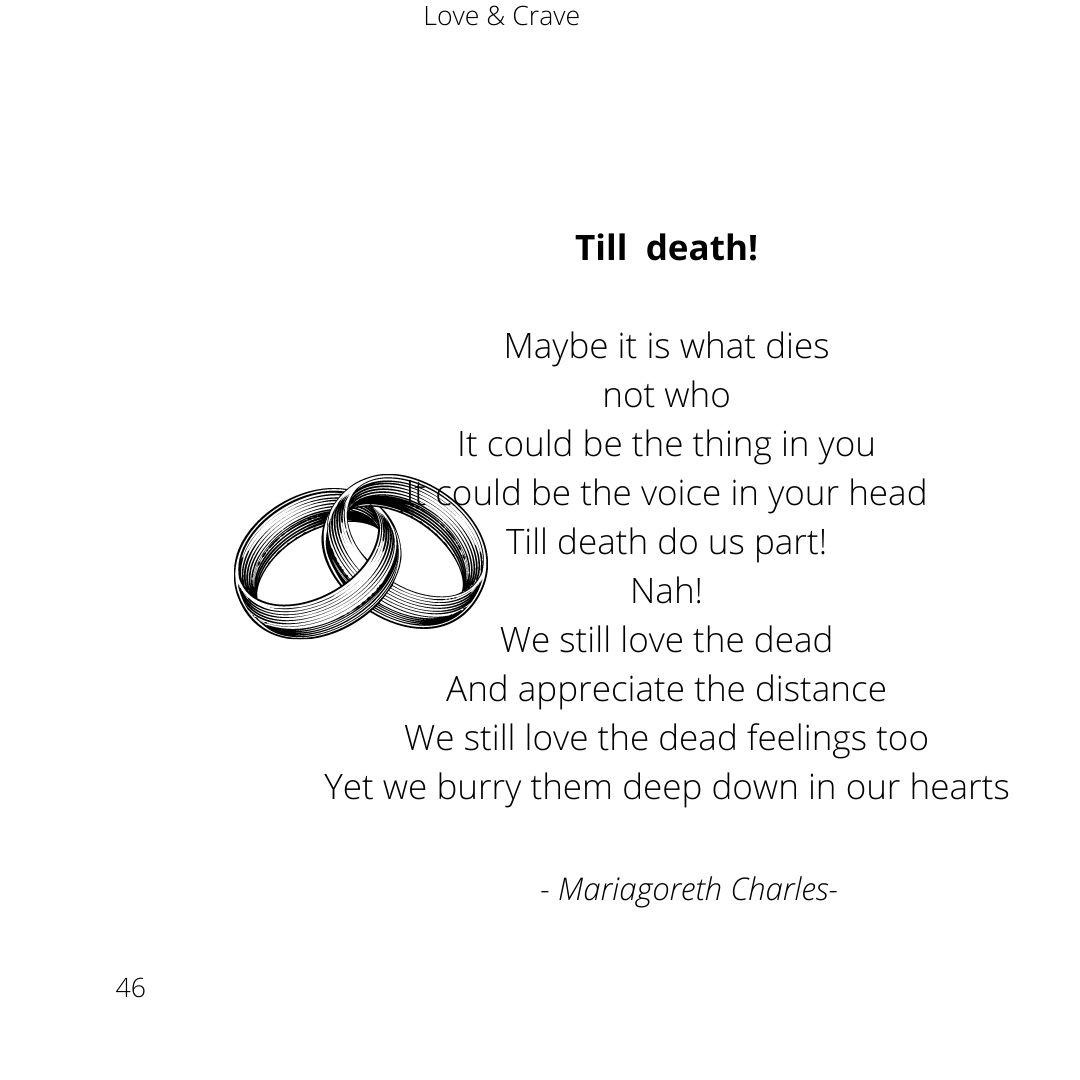 Love & Crave
Till death!
Maybe it is what dies
not who
It could be the thing in you
It could be the voice in your head
Till death do us part!
Nah!
We still love the dead
And appreciate the distance
We still love the dead feelings too
Yet we burry them deep down in our hearts
- Mariagoreth Charles-
46